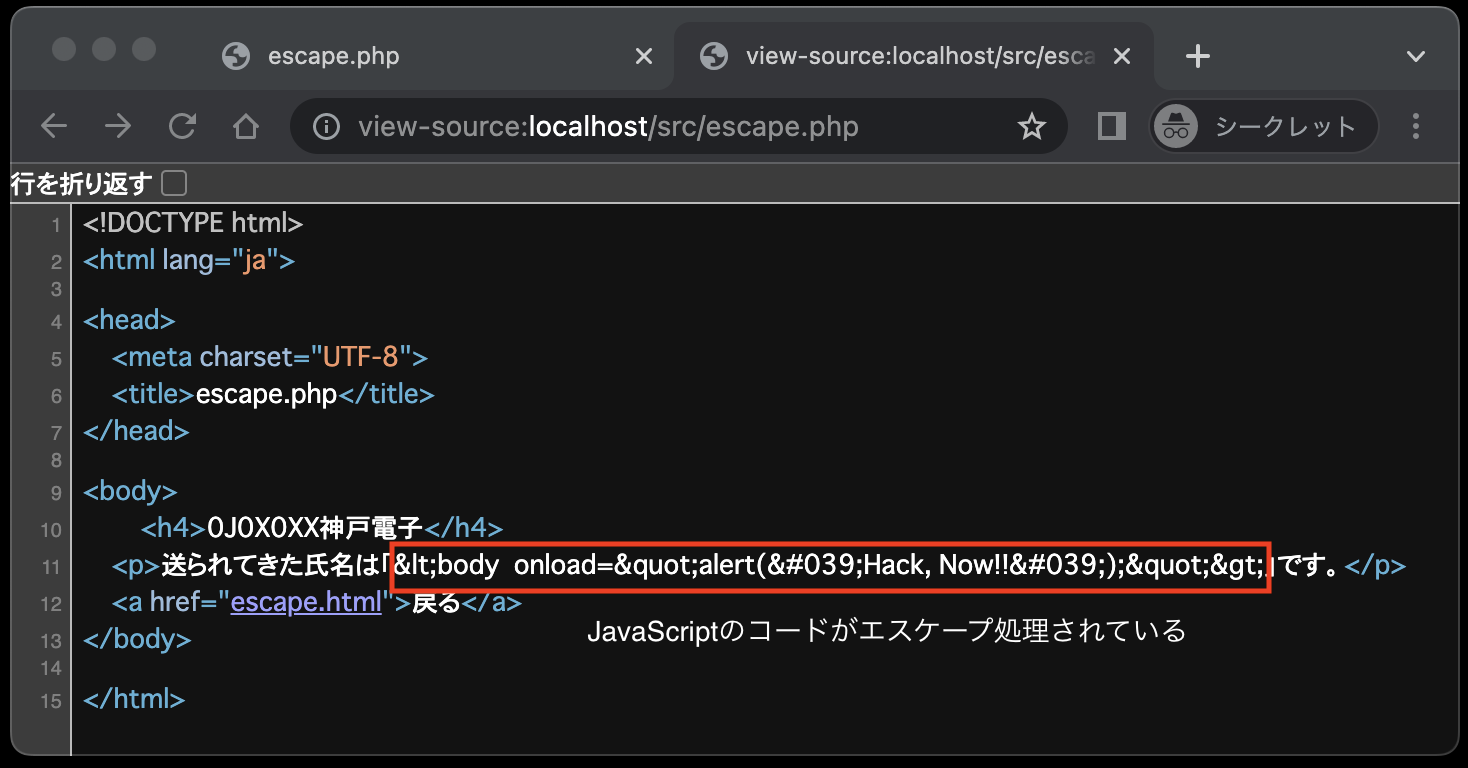 escape.php
view-source:localhost/src/esca
view-source:localhost/src/escape.php
シークレット
行を折り返す
1 <!DOCTYPE html>
2 <html lang="ja">
3
4 <head>
5 <meta charset="UTF-8">
6 <title>escape.php</title>
7 </head>
8
9 <body>
10 <h4>0J0X0XX神戸電子</h4>
11 <p>送られてきた氏名は「&lt;body  onload=&quot;alert(&#039;Hack, Now!!&#039;);&quot;&gt;」です。</p>
12 <a href="escape.html">戻る</a>
JavaScriptのコードがエスケープ処理されている
13 </body>
14
15 </html>